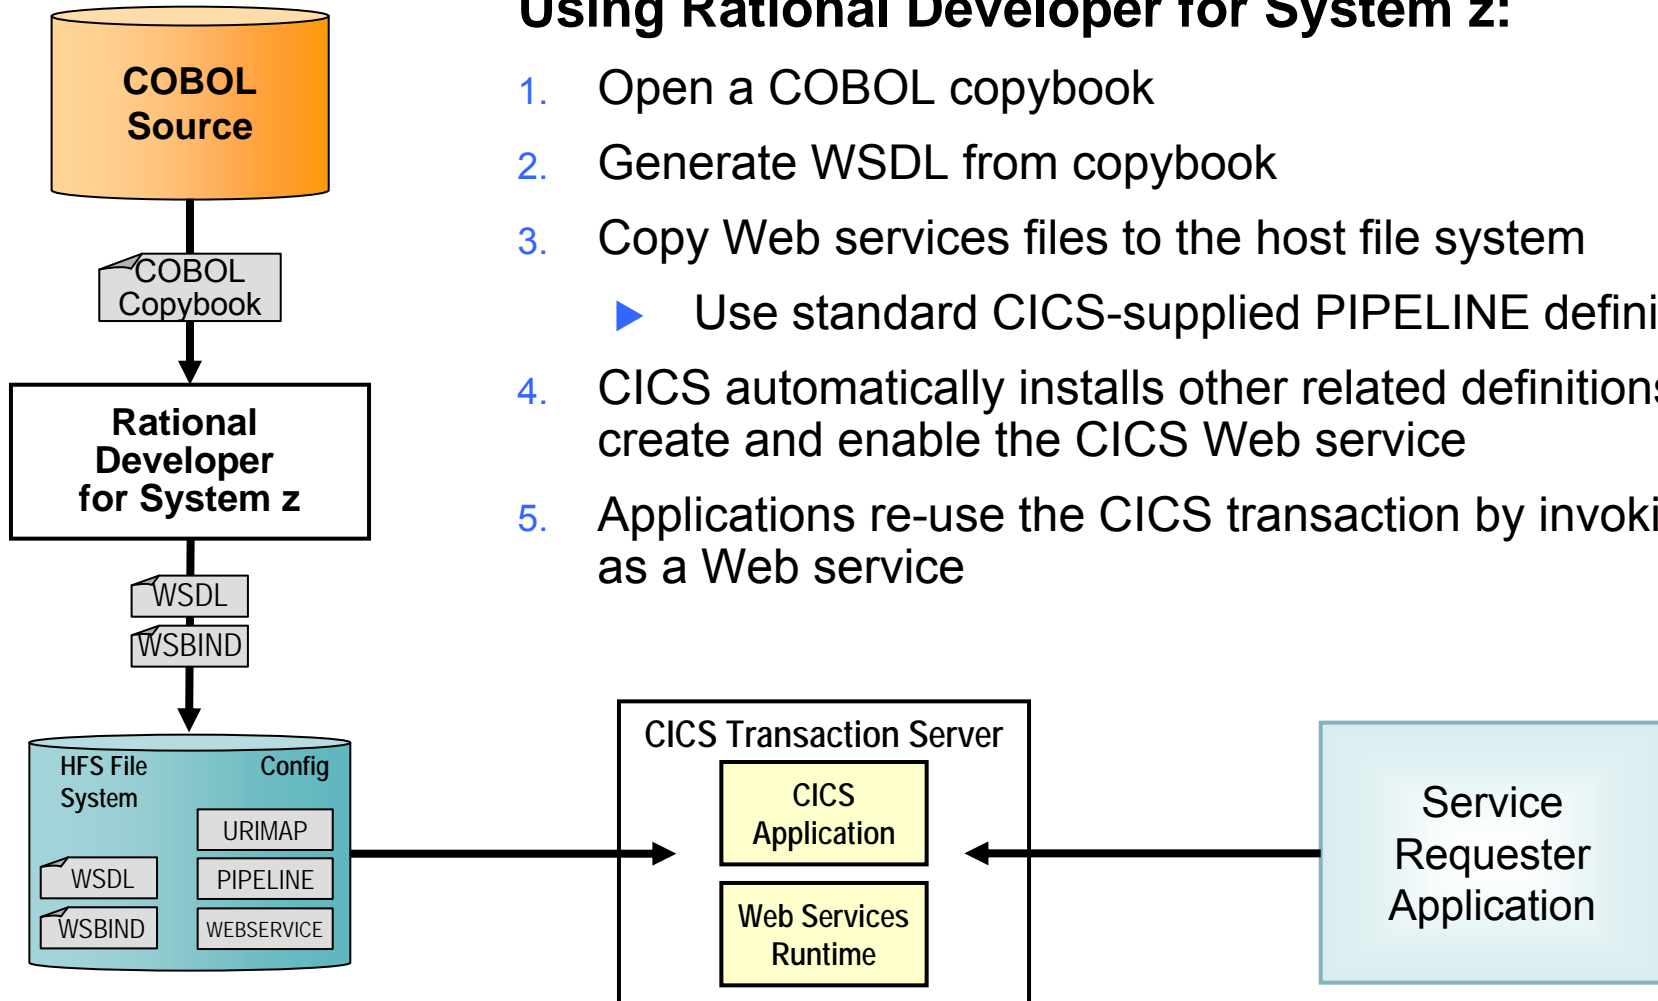 Using Rational Developer for System z:
1. Open a COBOL copybook
2. Generate WSDL from copybook
3. Copy Web services files to the host file system
Use standard CICS-supplied PIPELINE defini
4. CICS automatically installs other related definitions
create and enable the CICS Web service
5. Applications re-use the CICS transaction by invoki
as a Web service
COBOL
Source
COBOL
Copybook
Rational
Developer
for System z
WSDL
WSBIND
HFS File
System
Config
URIMAP
WSDL
PIPELINE
WSBIND
WEBSERVICE
CICS Transaction Server
CICS
Application
Web Services
Runtime
Service
Requester
Application